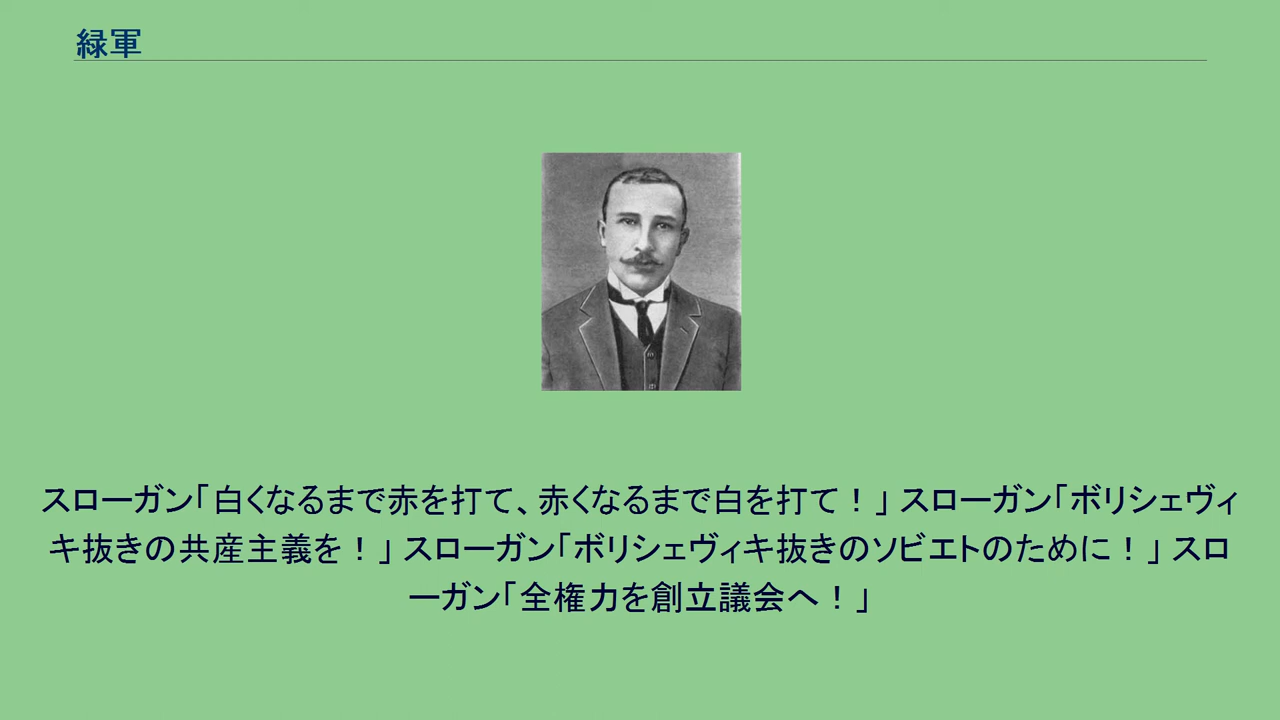 緑軍
スローガン「白くなるまで赤を打て、赤くなるまで白を打て！」 スローガン「ボリシェヴィ
キ抜きの共産主義を！」 スローガン「ボリシェヴィキ抜きのソビエトのために！」 スロ
ーガン「全権力を創立議会へ！」